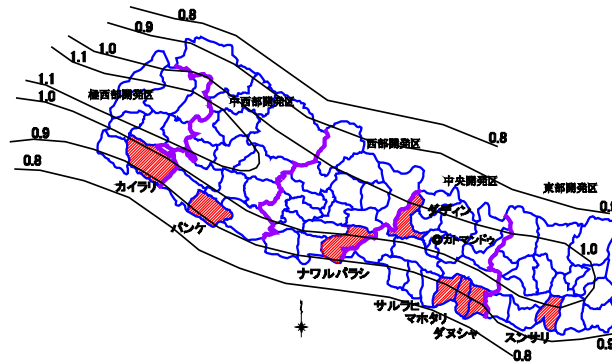 0.8
0.9
1.0
1.1
1.1
1.0
0.9
0.8
極西部開発区
中西部開発区
西部開発区
中央開発区
東部開発区
0.8
0.9
カイラリ
バンケ
ナワルパラシ
ダディン
◎カトマンドゥ
1.0
サルラヒ
マホタリ
ダヌシャ
スンサリ
0.9
0.8